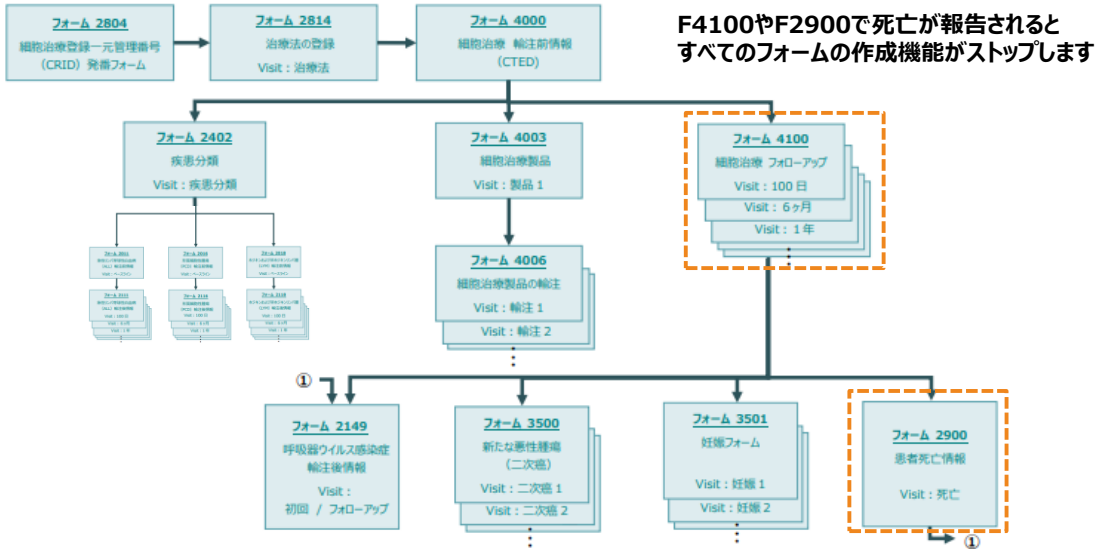 フォーム 2804
細胞治療登録一元管理番号
（CRID）発番フォーム
フォーム 2814
治療法の登録
Visit：治療法
フォーム 4000
細胞治療 輸注前情報
（CTED)
F4100やF2900で死亡が報告されると
すべてのフォームの作成機能がストップします
フォーム 2402
疾患分類
Visit：疾患分類
フォーム 4003
細胞治療製品
Visit：製品 1
フォーム 4100
細胞治療 フォローアップ
Visit：100 日
Visit：6ヶ月
Visit：1 年
フォーム 4006
細胞治療製品の輸注
Visit：輸注 1
Visit：輸注 2
①
フォーム 2149
呼吸器ウイルス感染症
輸注後情報
Visit：
初回 / フォローアップ
フォーム 3500
新たな悪性腫瘍
（二次癌）
Visit：二次癌 1
Visit：二次癌 2
フォーム 3501
妊娠フォーム
Visit：妊娠 1
Visit：妊娠 2
フォーム 2900
患者死亡情報
Visit：死亡
①